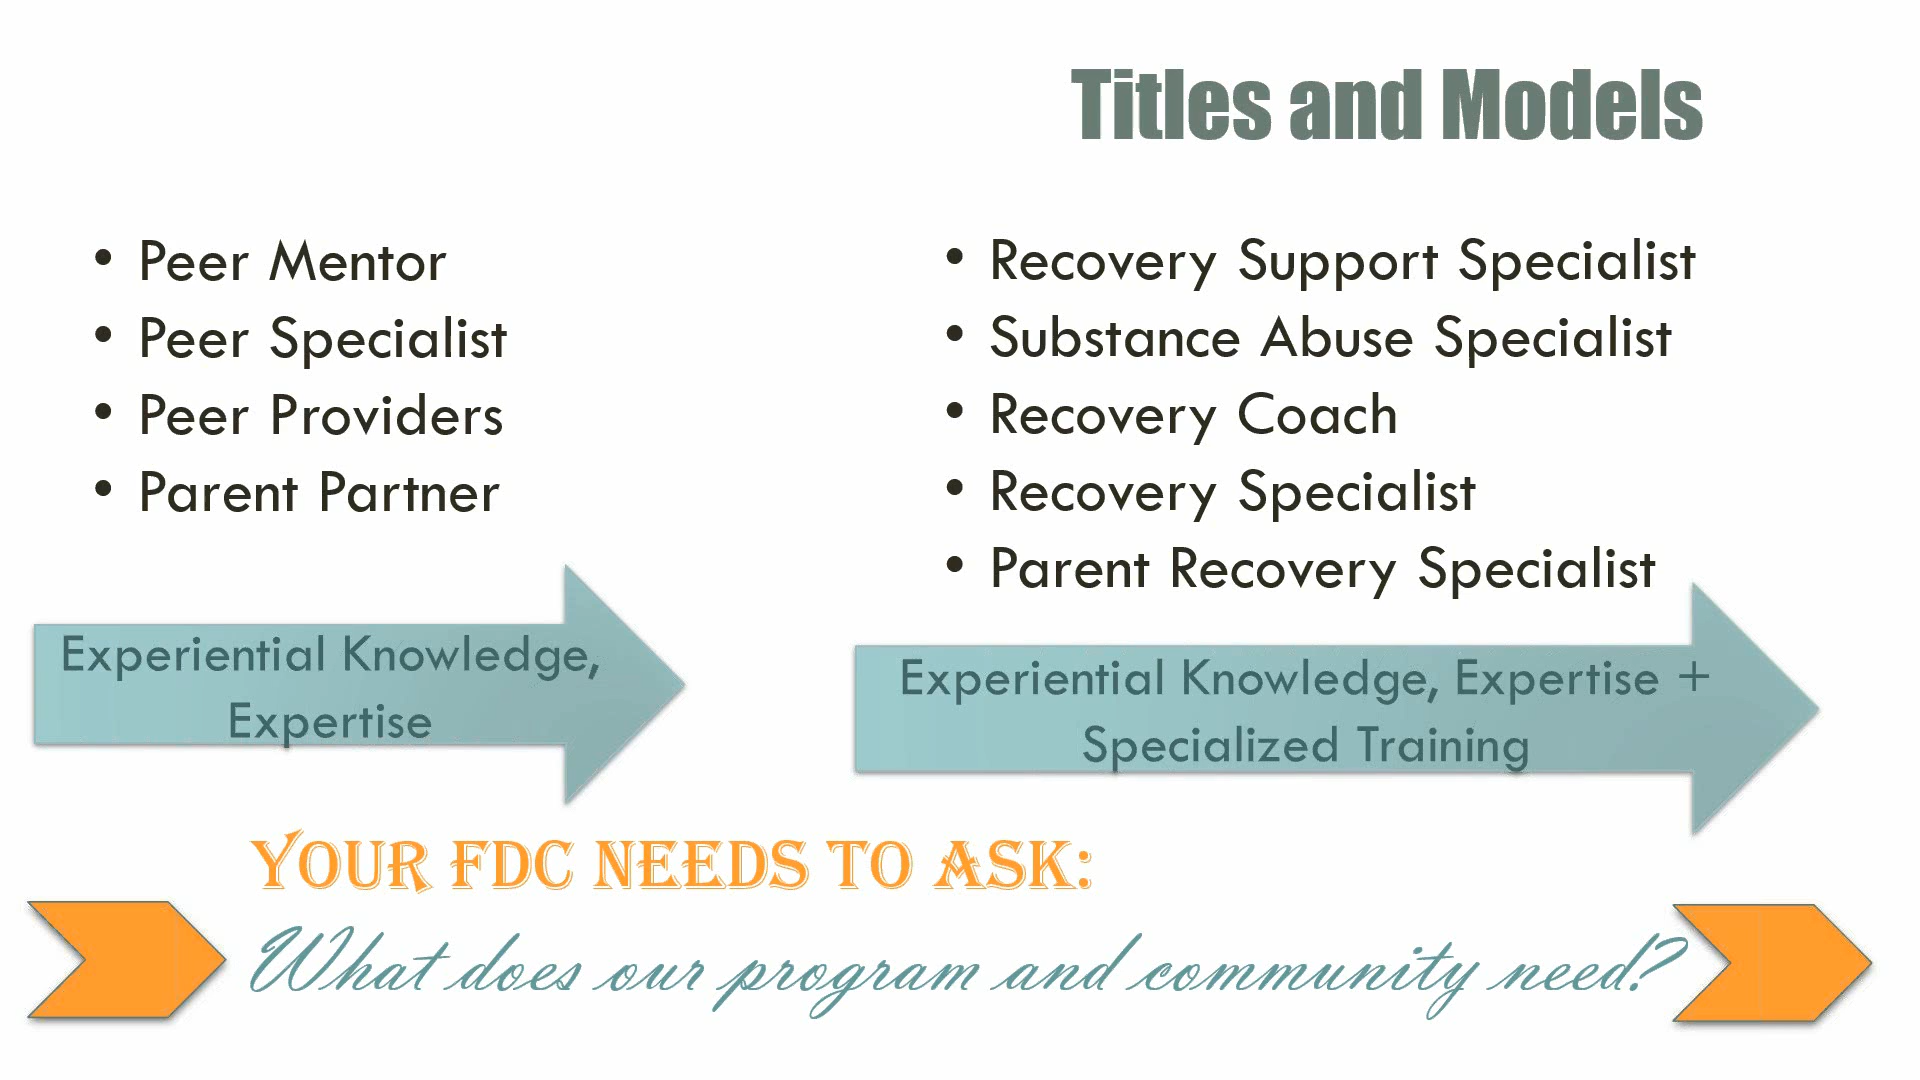 Titles and Models
• Peer Mentor
• Peer Specialist
• Peer Providers
• Parent Partner
Experiential Knowledge,
Expertise
• Recovery Support Specialist
• Substance Abuse Specialist
• Recovery Coach
• Recovery Specialist
• Parent Recovery Specialist
Experiential Knowledge, Expertise +
Specialized Training
YOUR FDC NEEDS TO ASK:
What does our program and community need?